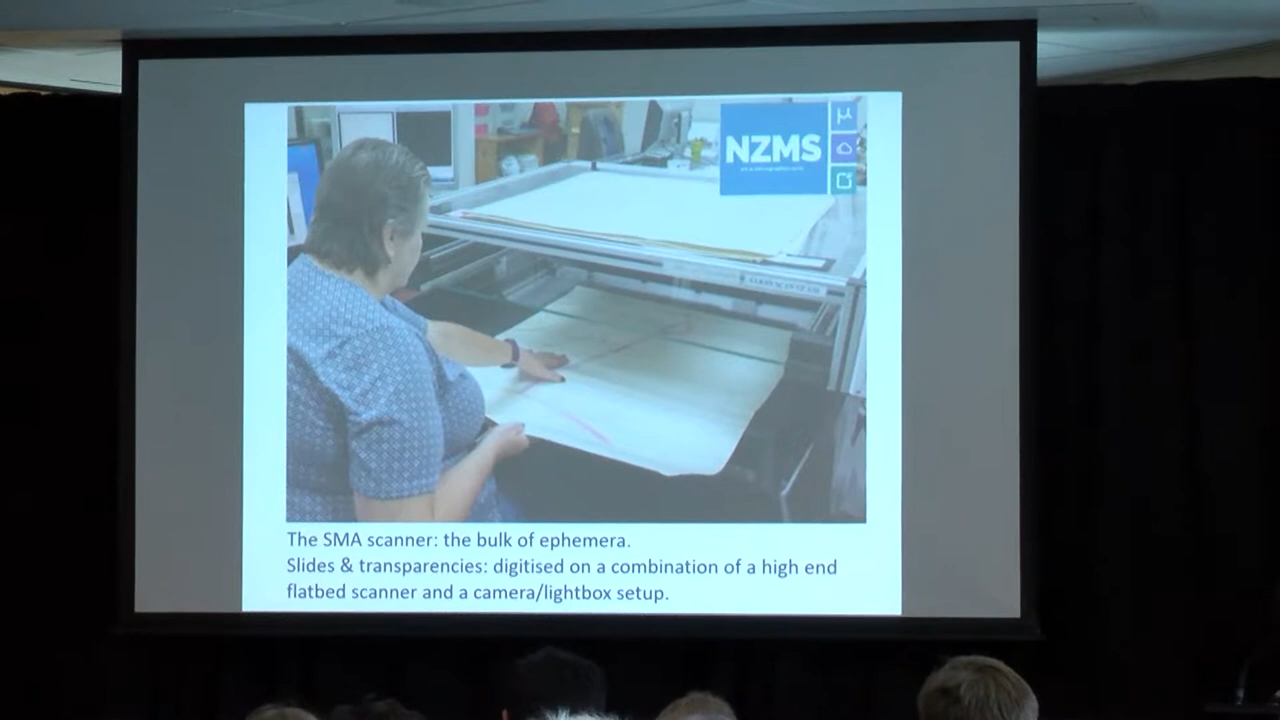 NZMS
The SMA scanner: the bulk of ephemera.
Slides & transparencies: digitised on a combination of a high end
flatbed scanner and a camera/lightbox setup.